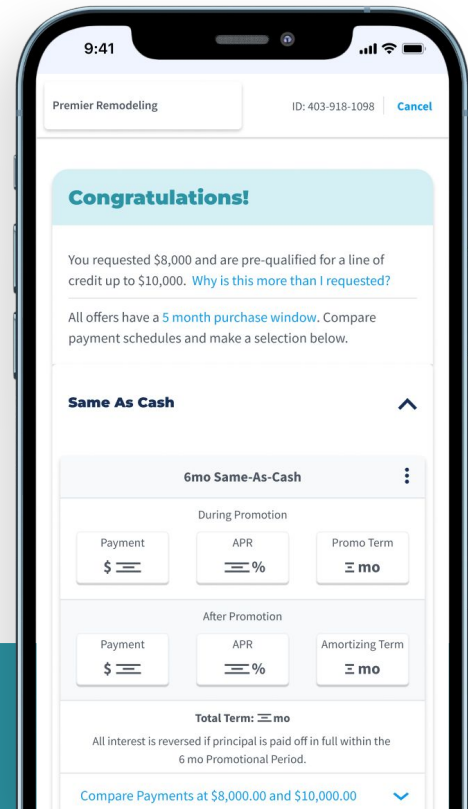 9:41
Premier Remodeling
ID: 403-918-1098
Cancel
Congratulations!
You requested $8,000 and are pre-qualified for a line of
credit up to $10,000. Why is this more than I requested?
All offers have a 5 month purchase window. Compare
payment schedules and make a selection below.
Same As Cash
6mo Same-As-Cash
During Promotion
Payment
APR
Promo Term
$
%
mo
After Promotion
Payment
APR
Amortizing Term
$
%
mo
Total Term: mo
All interest is reversed if principal is paid off in full within the
6 mo Promotional Period.
Compare Payments at $8,000.00 and $10,000.00